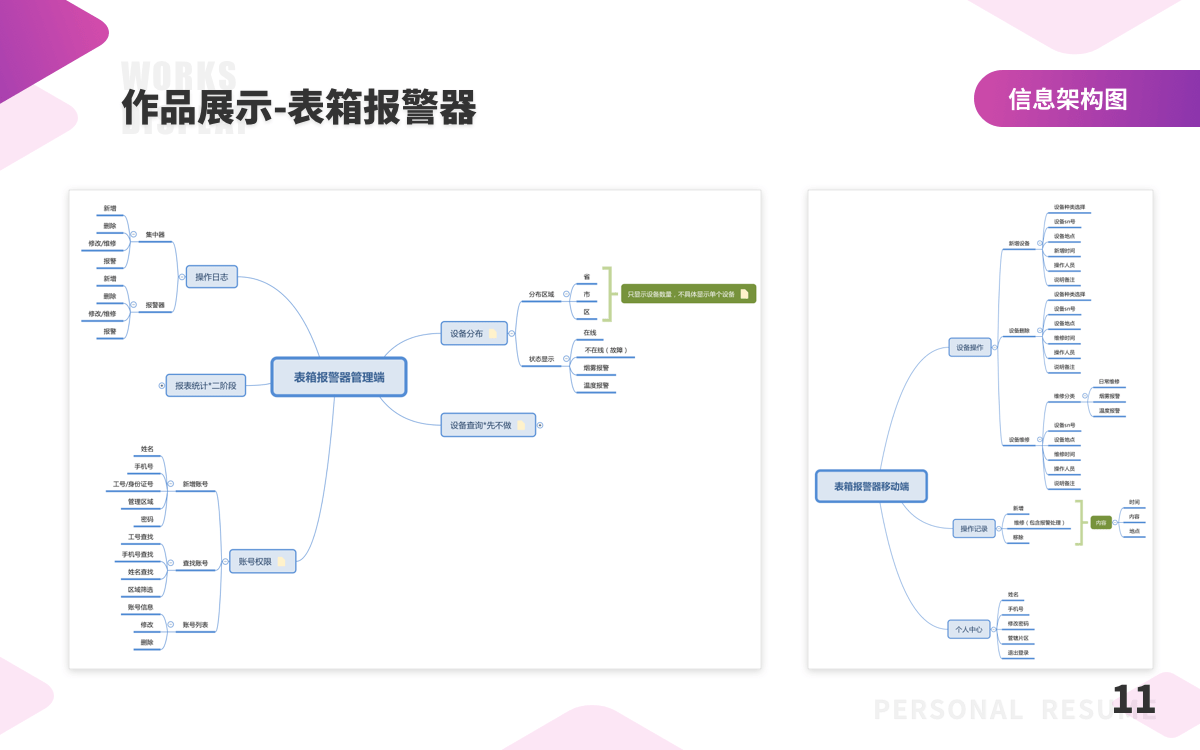 WORKS
DISPLAY
作品展示-表箱报警器
信息架构图
表箱报警器管理端
操作日志
集中器
新增
删除
修改/维修
报警
报警器
新增
删除
修改/维修
报警
报表统计*二阶段
账号权限
新增账号
姓名
手机号
工号/身份证号
管理区域
密码
查找账号
工号查找
手机号查找
姓名查找
区域筛选
账号列表
账号信息
修改
删除
设备分布
分布区域
省
市
区
只显示设备数量，不具体显示单个设备
状态显示
在线
不在线（故障）
烟雾报警
温度报警
设备查询*先不做
表箱报警器移动端
设备操作
新增设备
设备种类选择
设备sn号
设备地点
新增时间
操作人员
说明备注
设备删除
设备种类选择
设备sn号
设备地点
维修时间
操作人员
说明备注
设备维修
维修分类
日常维修
烟雾报警
温度报警
设备sn号
设备地点
维修时间
操作人员
说明备注
操作记录
新增
维修（包含报警处理）
移除
内容
时间
内容
地点
个人中心
姓名
手机号
修改密码
管辖片区
退出登录
PERSONAL RESUME
11